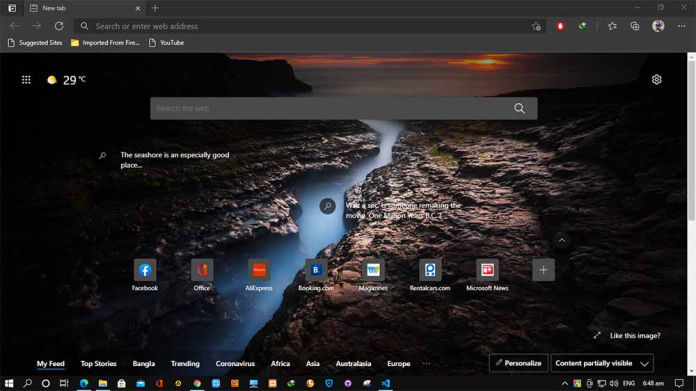 New tab
Search or enter web address
Suggested Sites
Imported From Fire...
YouTube
29 °C
Search the web
The seashore is an especially good
place...
Wait a sec, is someone remaking the
movie 'One Million Years B.C.'?
Facebook
Office
AliExpress
Booking.com
Magazines
Rentalcars.com
Microsoft News
Like this image?
My Feed
Top Stories
Bangla
Trending
Coronavirus
Africa
Asia
Australasia
Europe
...
Personalize
Content partially visible
ENG
6:48 am